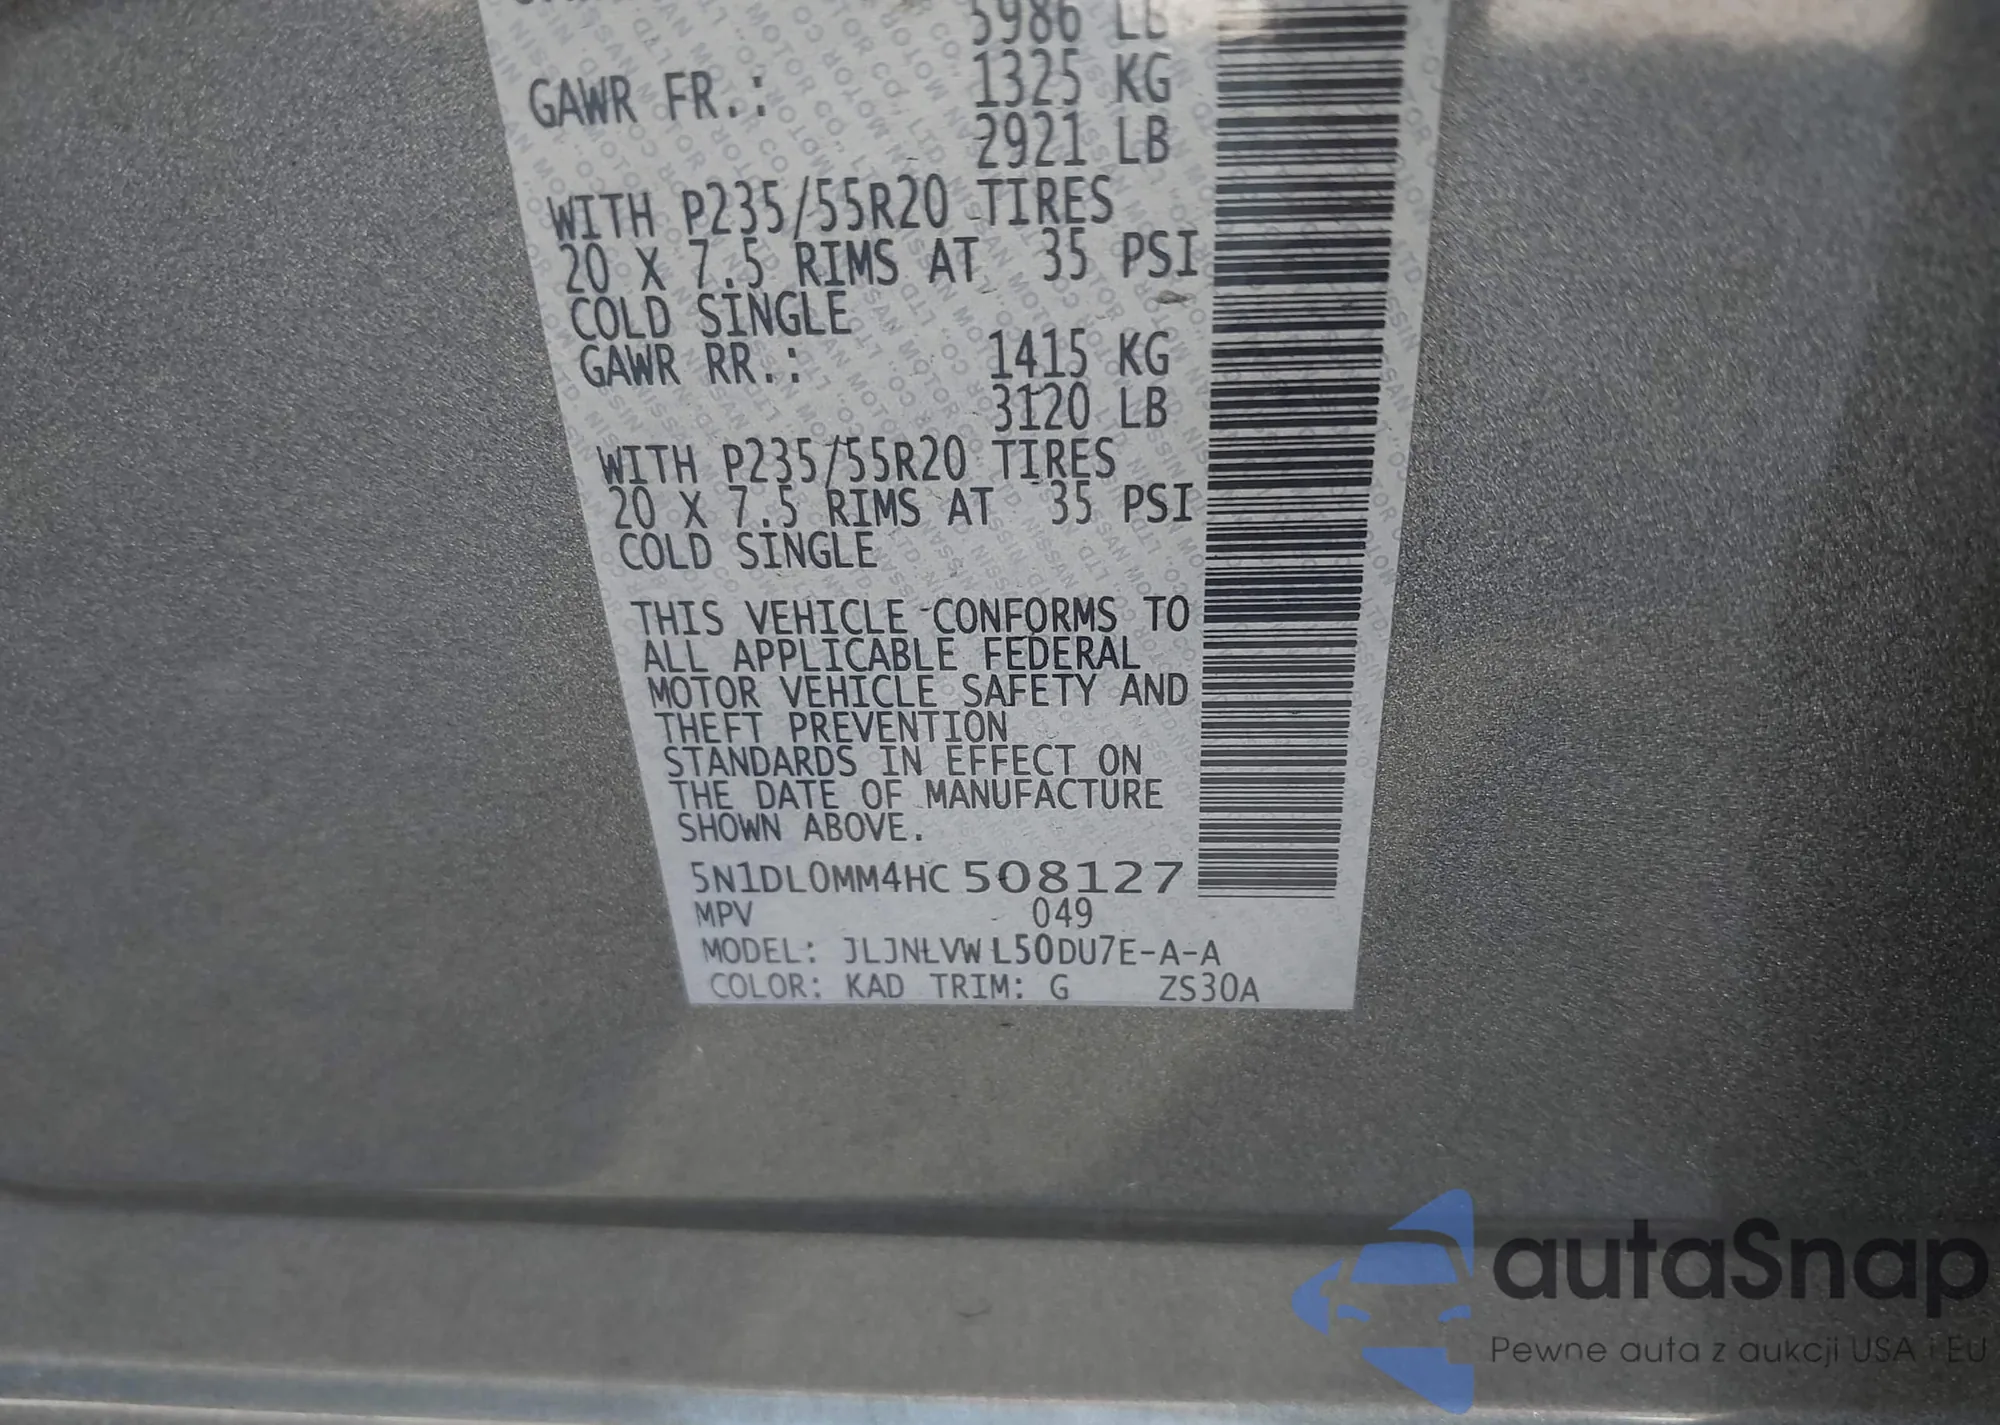 5986 LB
GAWR FR.: 1325 KG
2921 LB
WITH P235/55R20 TIRES
20 X 7.5 RIMS AT 35 PSI
COLD SINGLE
GAWR RR.: 1415 KG
3120 LB
WITH P235/55R20 TIRES
20 X 7.5 RIMS AT 35 PSI
COLD SINGLE
THIS VEHICLE CONFORMS TO
ALL APPLICABLE FEDERAL
MOTOR VEHICLE SAFETY AND
THEFT PREVENTION
STANDARDS IN EFFECT ON
THE DATE OF MANUFACTURE
SHOWN ABOVE.
5N1DL0MM4HC508127
MPV 049
MODEL: JLJNLVW L50DU7E-A-A
COLOR: KAD TRIM: G ZS30A
autaSnap
Pewne auta z aukcji USA i EU